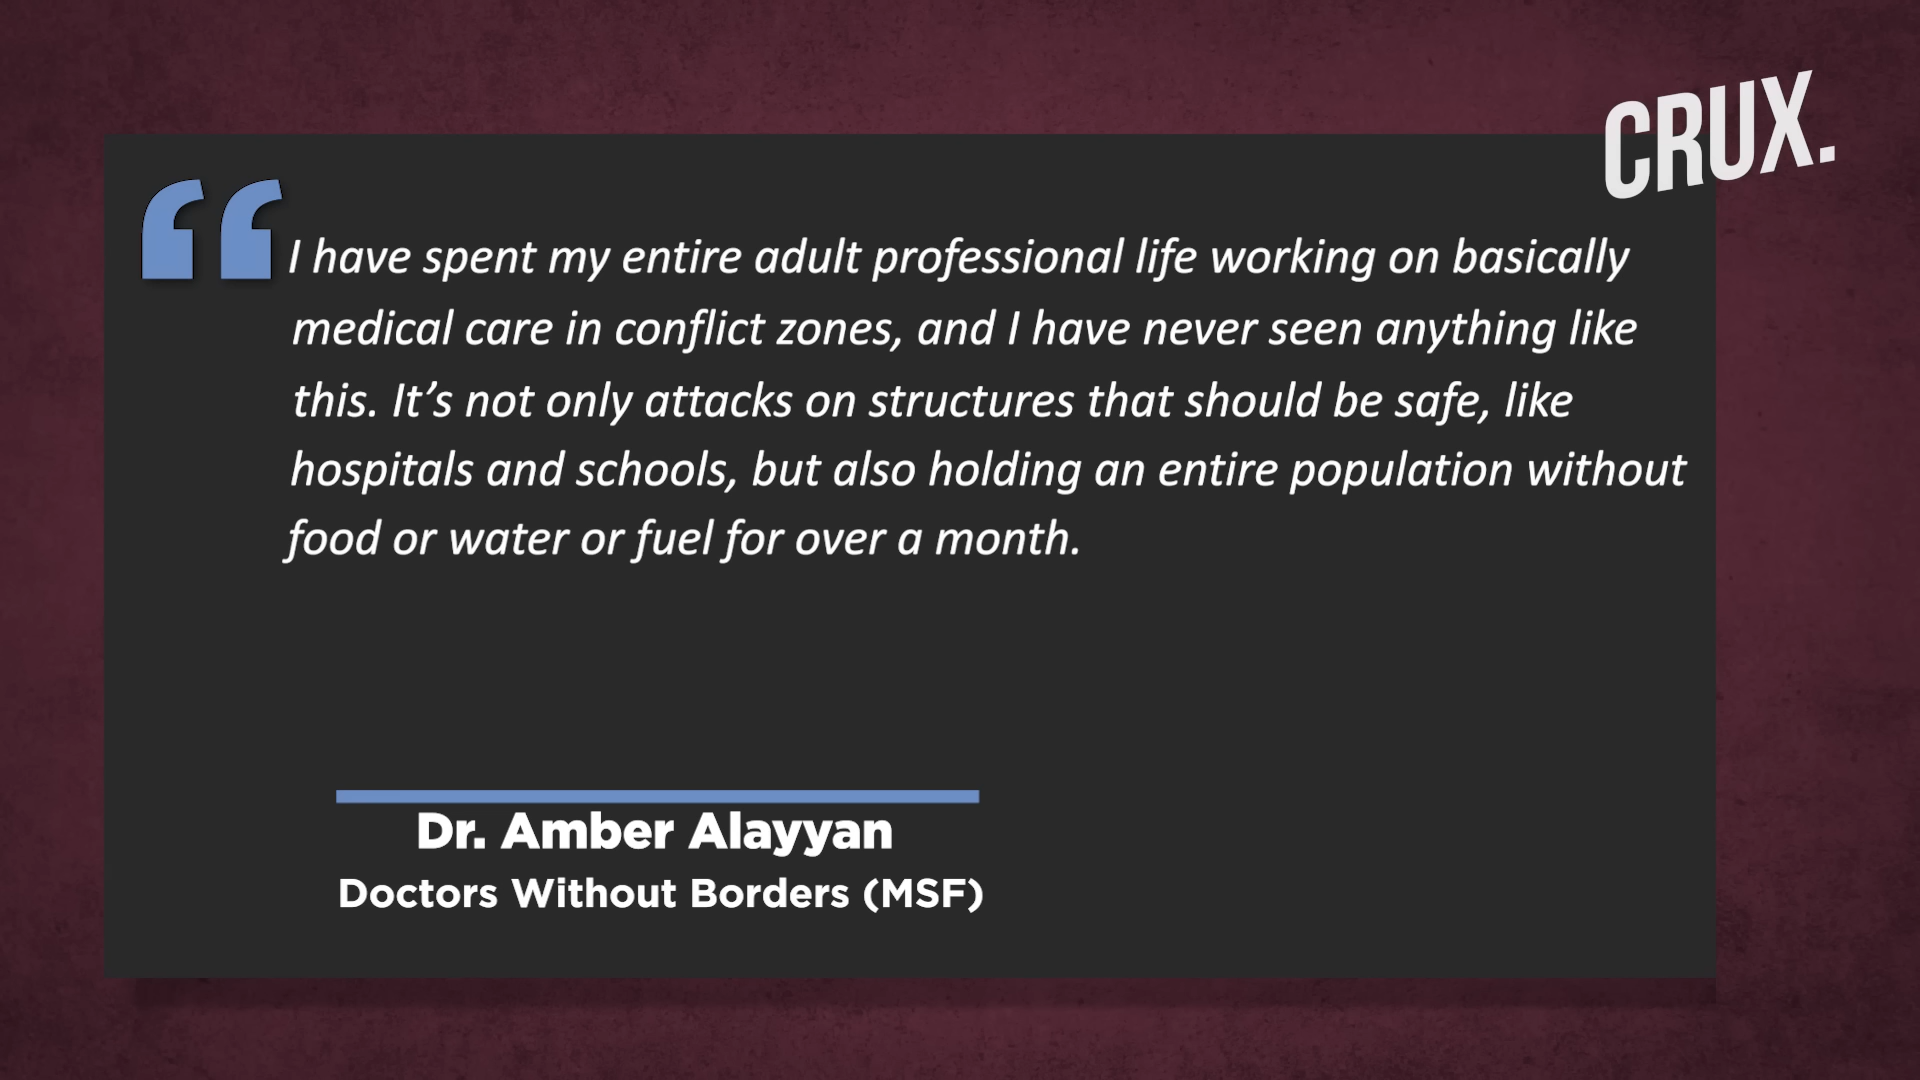 CRUX.
“I have spent my entire adult professional life working on basically
medical care in conflict zones, and I have never seen anything like
this. It’s not only attacks on structures that should be safe, like
hospitals and schools, but also holding an entire population without
food or water or fuel for over a month.
Dr. Amber Alayyan
Doctors Without Borders (MSF)